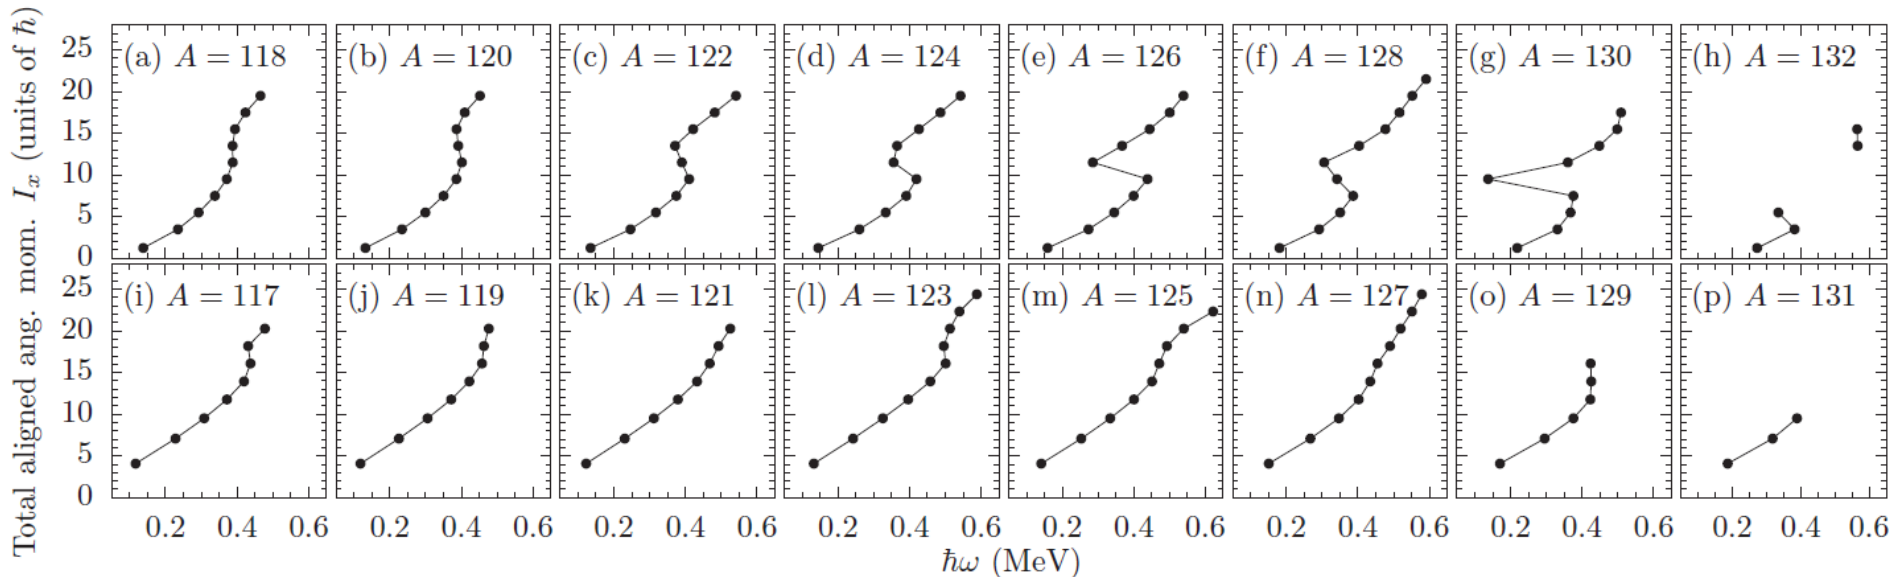 Total aligned ang. mom. Iₓ (units of ħ)
(a) A = 118 (b) A = 120 (c) A = 122 (d) A = 124 (e) A = 126 (f) A = 128 (g) A = 130 (h) A = 132
25
20
15
10
5
0
(i) A = 117 (j) A = 119 (k) A = 121 (l) A = 123 (m) A = 125 (n) A = 127 (o) A = 129 (p) A = 131
25
20
15
10
5
0
0.2 0.4 0.6 0.2 0.4 0.6 0.2 0.4 0.6 0.2 0.4 0.6 0.2 0.4 0.6 0.2 0.4 0.6 0.2 0.4 0.6 0.2 0.4 0.6
ħω (MeV)